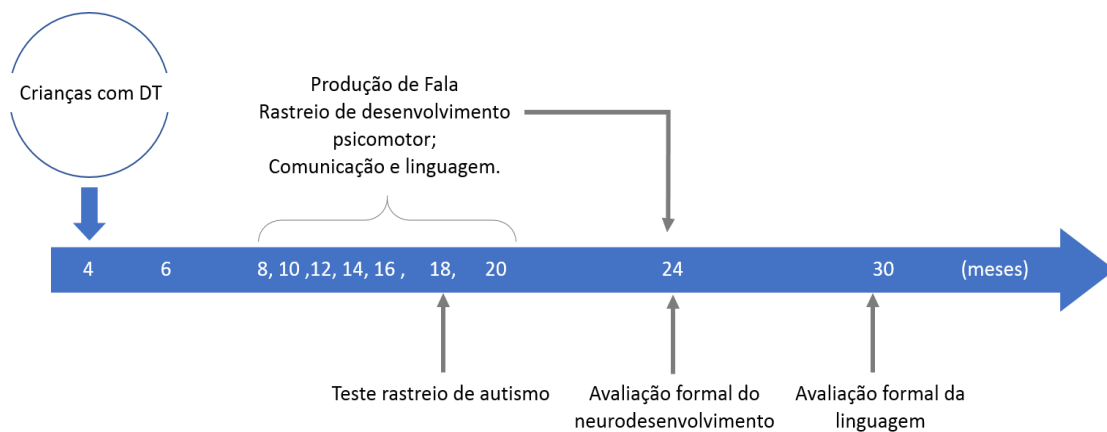 Crianças com DT
Produção de Fala
Rastreio de desenvolvimento
psicomotor;
Comunicação e linguagem.
4 6 8, 10 ,12, 14, 16 , 18, 20 24 30 (meses)
Teste rastreio de autismo
Avaliação formal do
neurodesenvolvimento
Avaliação formal da
linguagem